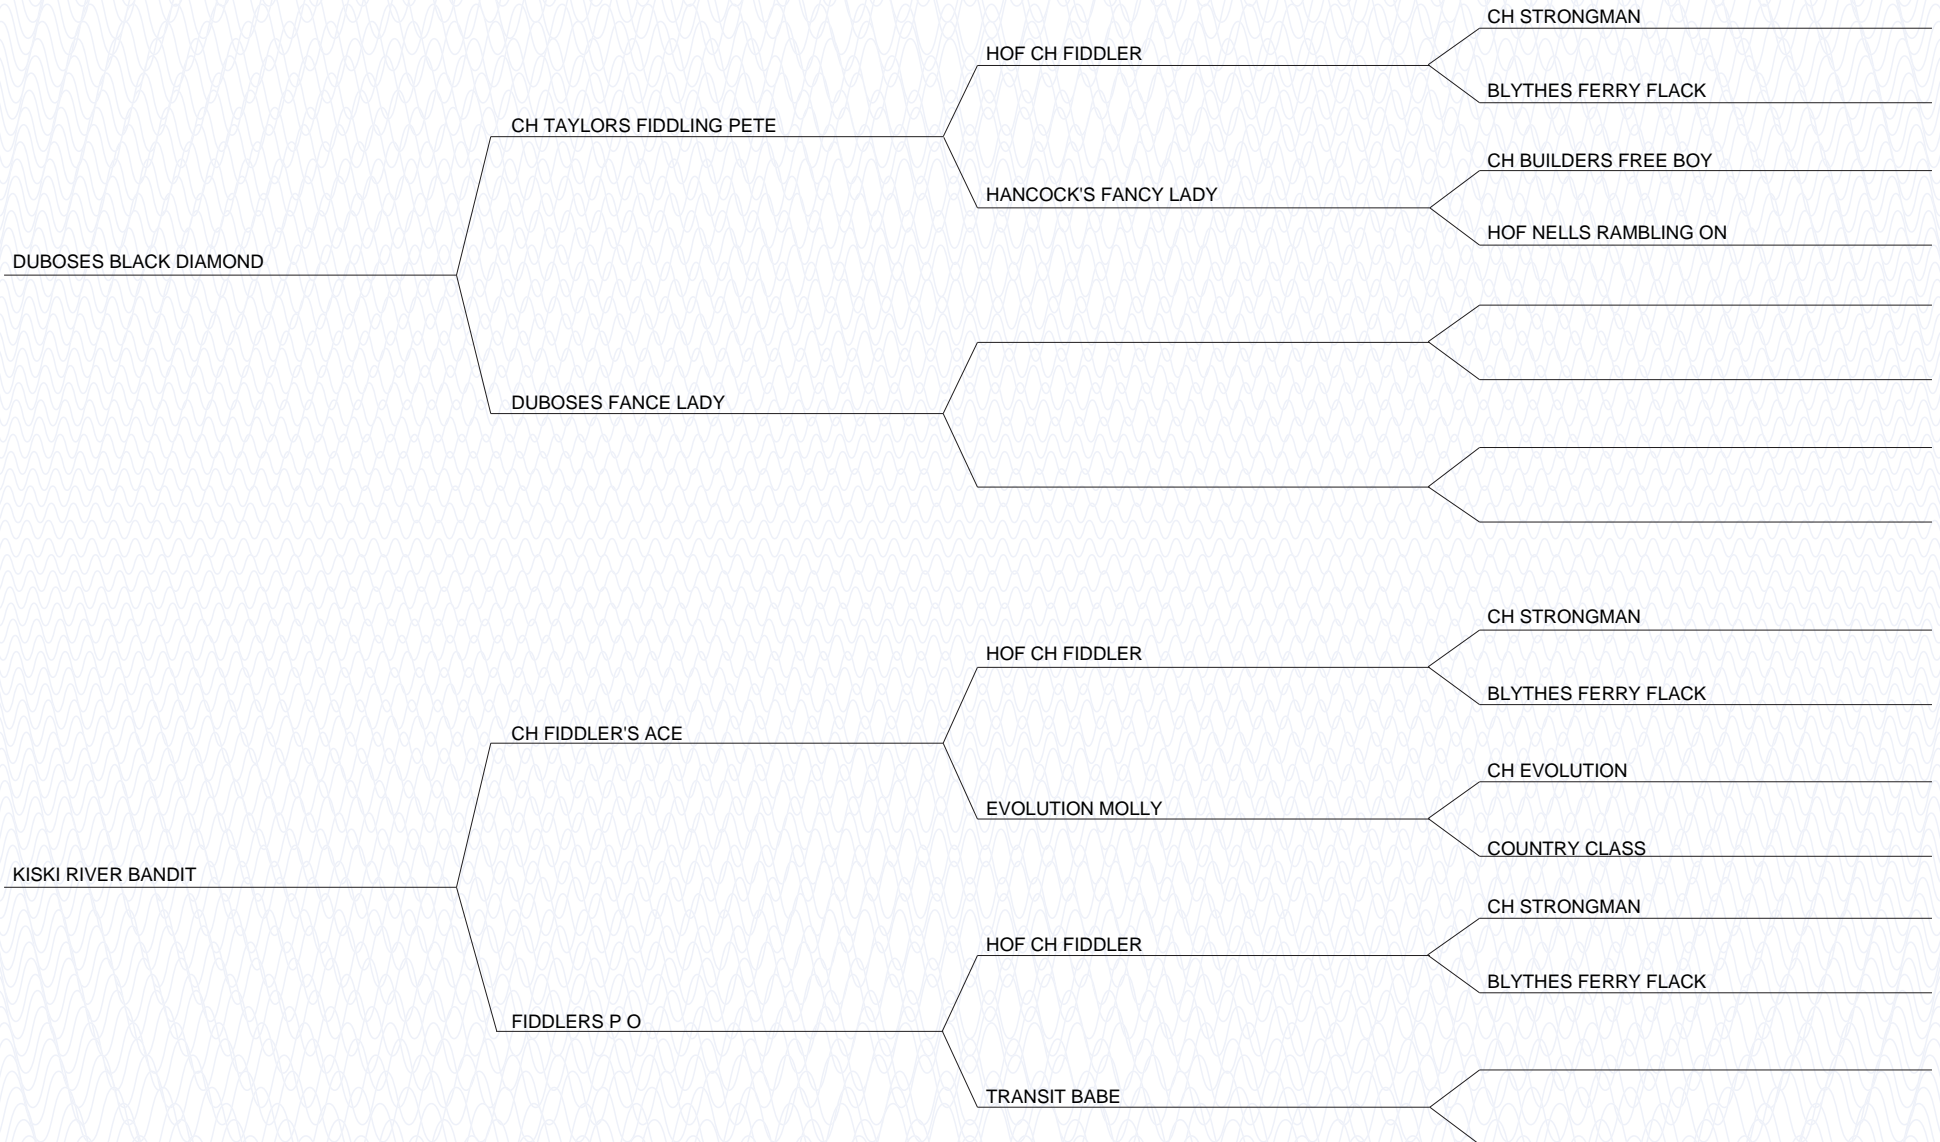 CH STRONGMAN
HOF CH FIDDLER
BLYTHES FERRY FLACK
CH TAYLORS FIDDLING PETE
CH BUILDERS FREE BOY
HANCOCK'S FANCY LADY
HOF NELLS RAMBLING ON
DUBOSES BLACK DIAMOND
DUBOSES FANCE LADY
CH STRONGMAN
HOF CH FIDDLER
BLYTHES FERRY FLACK
CH FIDDLER'S ACE
CH EVOLUTION
EVOLUTION MOLLY
COUNTRY CLASS
KISKI RIVER BANDIT
CH STRONGMAN
HOF CH FIDDLER
BLYTHES FERRY FLACK
FIDDLERS P O
TRANSIT BABE